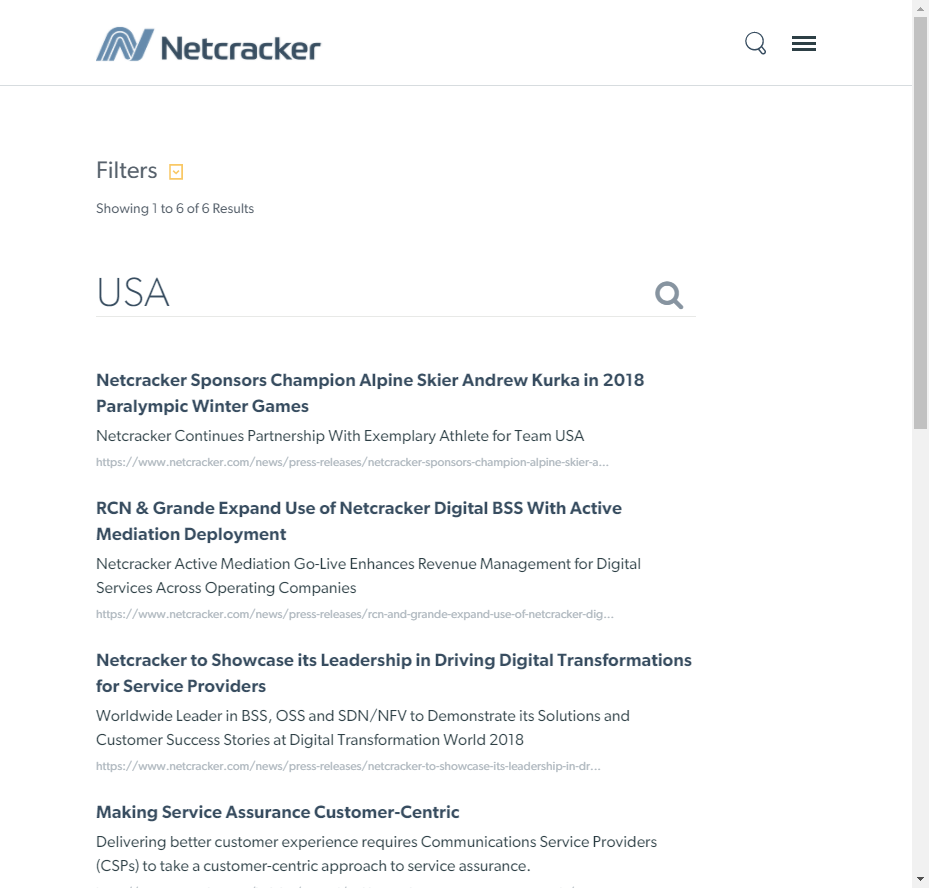 Netcracker
Filters
Showing 1 to 6 of 6 Results
USA
Netcracker Sponsors Champion Alpine Skier Andrew Kurka in 2018
Paralympic Winter Games
Netcracker Continues Partnership With Exemplary Athlete for Team USA
https://www.netcracker.com/news/press-releases/netcracker-sponsors-champion-alpine-skier-a...
RCN & Grande Expand Use of Netcracker Digital BSS With Active
Mediation Deployment
Netcracker Active Mediation Go-Live Enhances Revenue Management for Digital
Services Across Operating Companies
https://www.netcracker.com/news/press-releases/rcn-and-grande-expand-use-of-netcracker-dig...
Netcracker to Showcase its Leadership in Driving Digital Transformations
for Service Providers
Worldwide Leader in BSS, OSS and SDN/NFV to Demonstrate its Solutions and
Customer Success Stories at Digital Transformation World 2018
https://www.netcracker.com/news/press-releases/netcracker-to-showcase-its-leadership-in-dr...
Making Service Assurance Customer-Centric
Delivering better customer experience requires Communications Service Providers
(CSPs) to take a customer-centric approach to service assurance.